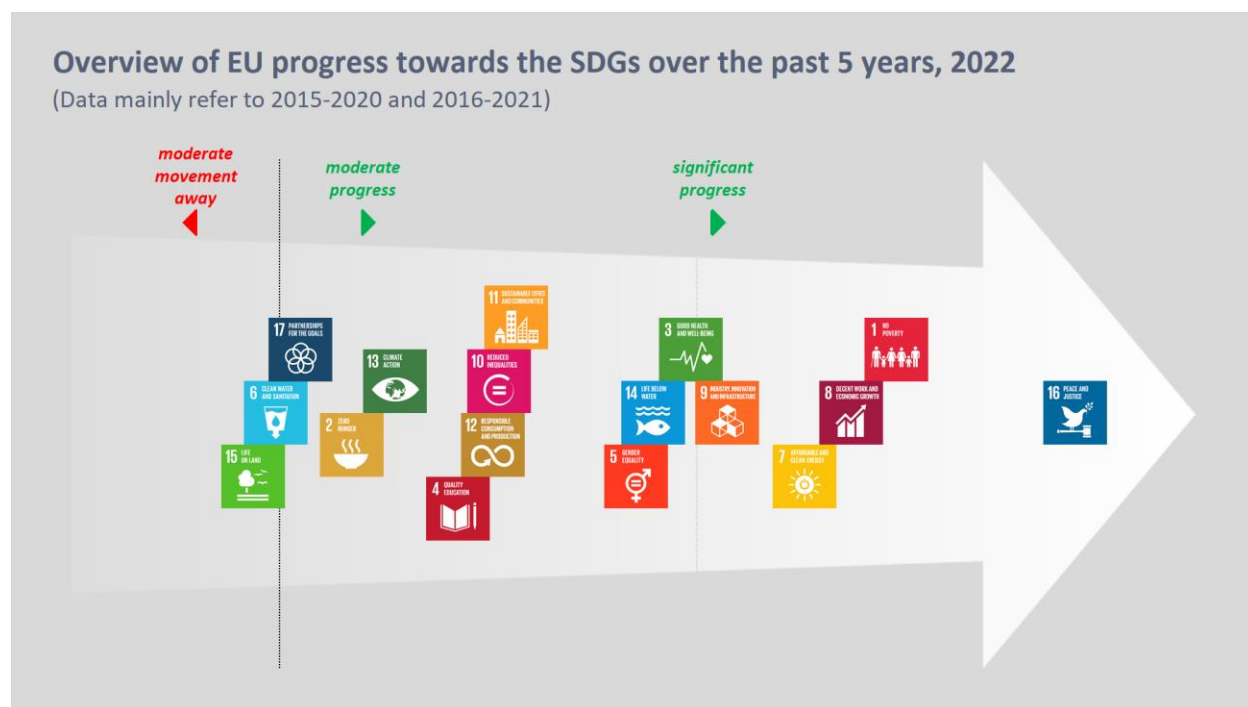 Overview of EU progress towards the SDGs over the past 5 years, 2022
(Data mainly refer to 2015-2020 and 2016-2021)
moderate
movement
away
moderate
progress
significant
progress
11 SUSTAINABLE CITIES
AND COMMUNITIES
17 PARTNERSHIPS
FOR THE GOALS
13 CLIMATE
ACTION
10 REDUCED
INEQUALITIES
3 GOOD HEALTH
AND WELL-BEING
1 NO
POVERTY
6 CLEAN WATER
AND SANITATION
2 ZERO
HUNGER
12 RESPONSIBLE
CONSUMPTION
AND PRODUCTION
14 LIFE BELOW
WATER
9 INDUSTRY, INNOVATION
AND INFRASTRUCTURE
8 DECENT WORK AND
ECONOMIC GROWTH
16 PEACE AND
JUSTICE
15 LIFE
ON LAND
4 QUALITY
EDUCATION
5 GENDER
EQUALITY
7 AFFORDABLE AND
CLEAN ENERGY